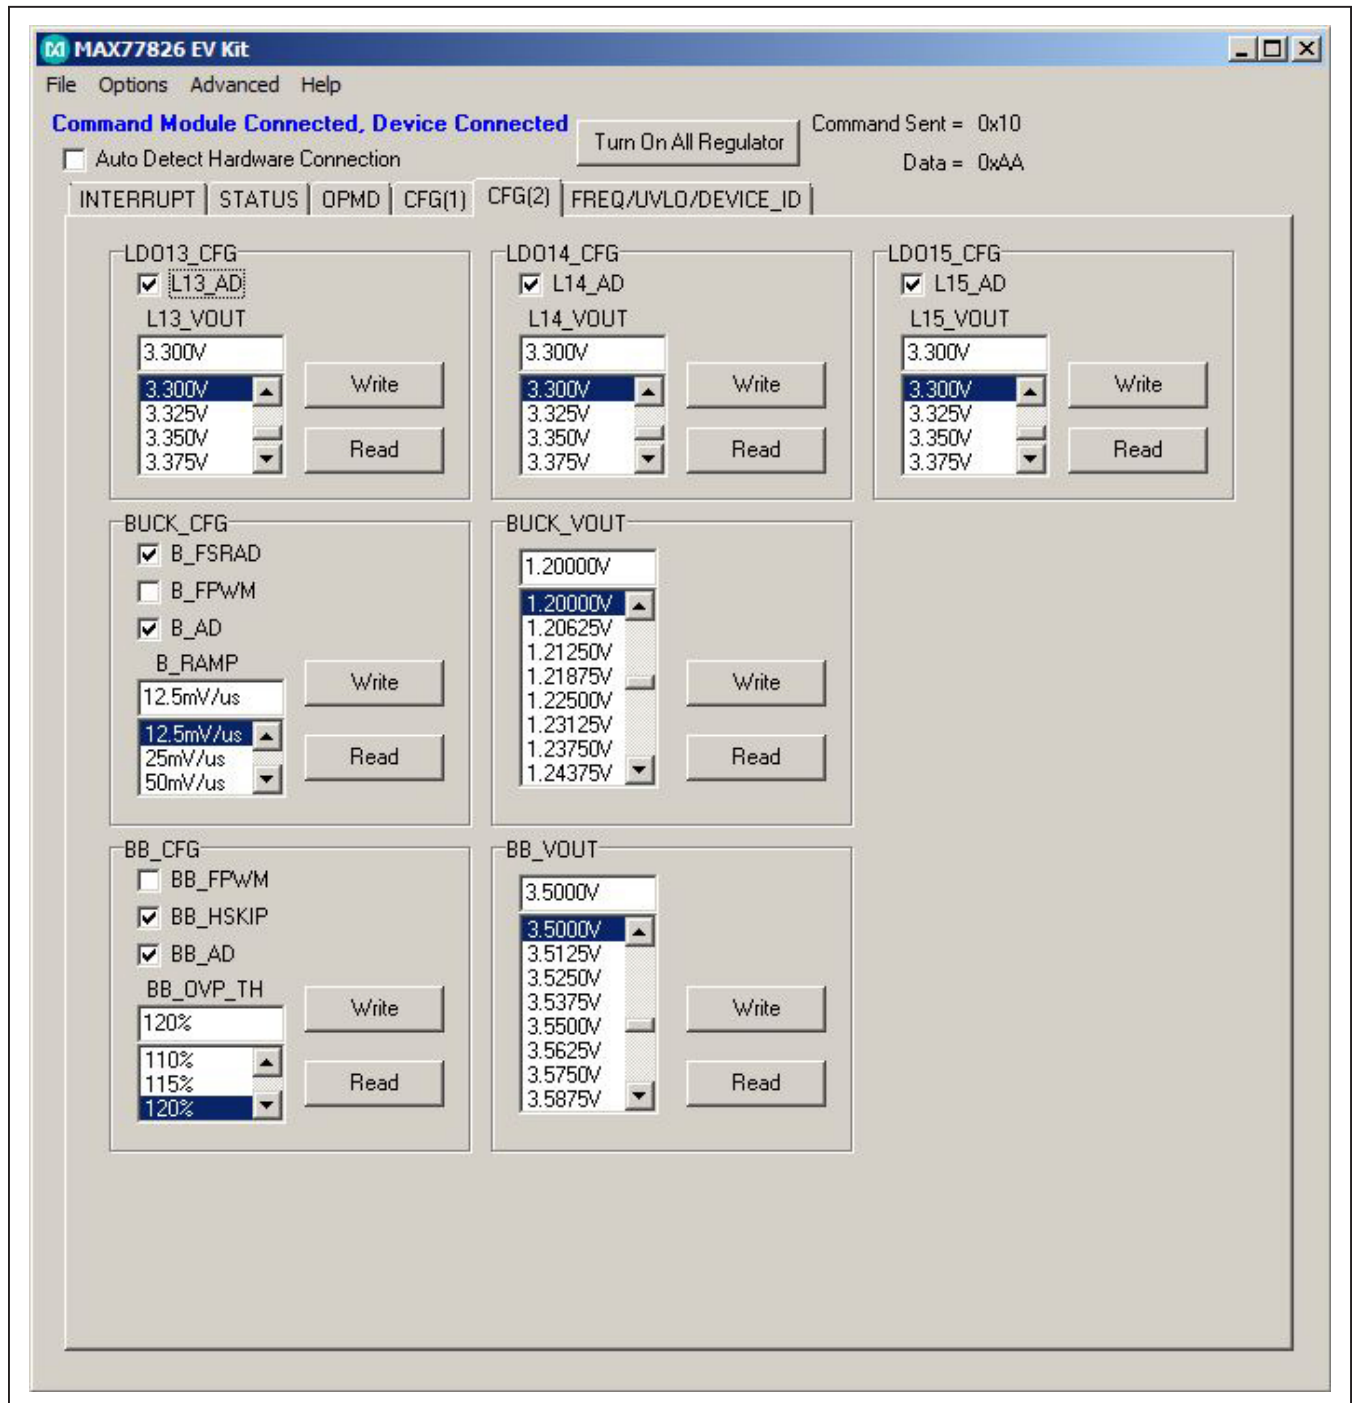 MAX77826 EV Kit
File Options Advanced Help
Command Module Connected, Device Connected
Turn On All Regulator
Command Sent = 0x10
Auto Detect Hardware Connection
Data = 0xAA
INTERRUPT STATUS OPMD CFG(1) CFG(2) FREQ/UVLO/DEVICE_ID
LDO13_CFG
L13_AD
L13_VOUT
3.300V
3.300V
3.325V
3.350V
3.375V
Write
Read
LDO14_CFG
L14_AD
L14_VOUT
3.300V
3.300V
3.325V
3.350V
3.375V
Write
Read
LDO15_CFG
L15_AD
L15_VOUT
3.300V
3.300V
3.325V
3.350V
3.375V
Write
Read
BUCK_CFG
B_FSRAD
B_FPWM
B_AD
B_RAMP
12.5mV/us
12.5mV/us
25mV/us
50mV/us
Write
Read
BUCK_VOUT
1.20000V
1.20000V
1.20625V
1.21250V
1.21875V
1.22500V
1.23125V
1.23750V
1.24375V
Write
Read
BB_CFG
BB_FPWM
BB_HSKIP
BB_AD
BB_OVP_TH
120%
110%
115%
120%
Write
Read
BB_VOUT
3.5000V
3.5000V
3.5125V
3.5250V
3.5375V
3.5500V
3.5625V
3.5750V
3.5875V
Write
Read